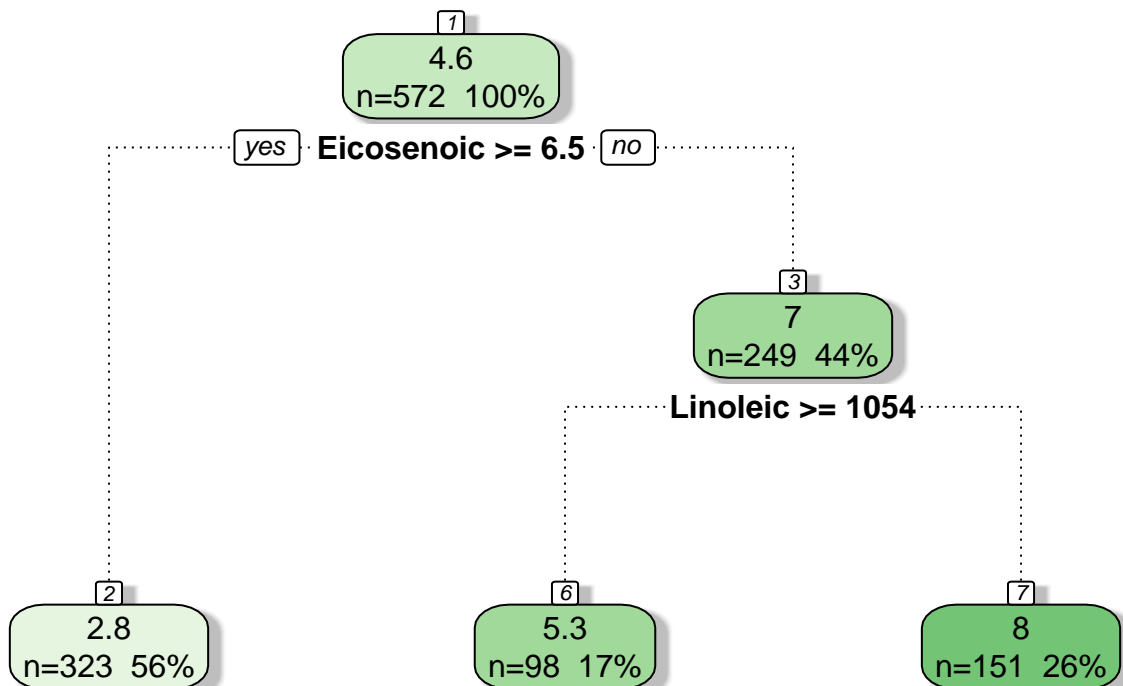 1
4.6
n=572 100%
yes Eicosenoic >= 6.5 no
3
7
n=249 44%
Linoleic >= 1054
2
2.8
n=323 56%
6
5.3
n=98 17%
7
8
n=151 26%